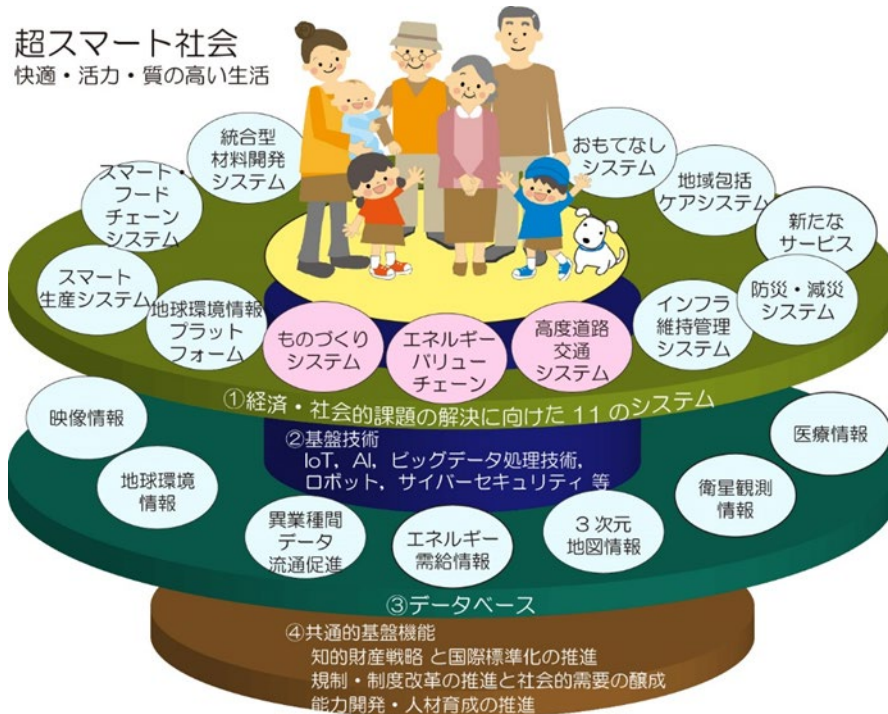 超スマート社会
快適・活力・質の高い生活
統合型
材料開発
システム
おもてなし
システム
スマート・
フード
チェーン
システム
地域包括
ケアシステム
新たな
サービス
スマート
生産システム
地球環境情報
プラット
フォーム
ものづくり
システム
エネルギー
バリュー
チェーン
高度道路
交通
システム
インフラ
維持管理
システム
防災・減災
システム
①経済・社会的課題の解決に向けた 11 のシステム
②基盤技術
IoT, AI, ビッグデータ処理技術,
ロボット, サイバーセキュリティ 等
映像情報
地球環境
情報
異業種間
データ
流通促進
エネルギー
需給情報
3次元
地図情報
衛星観測
情報
医療情報
③データベース
④共通的基盤機能
知的財産戦略 と国際標準化の推進
規制・制度改革の推進と社会的需要の醸成
能力開発・人材育成の推進